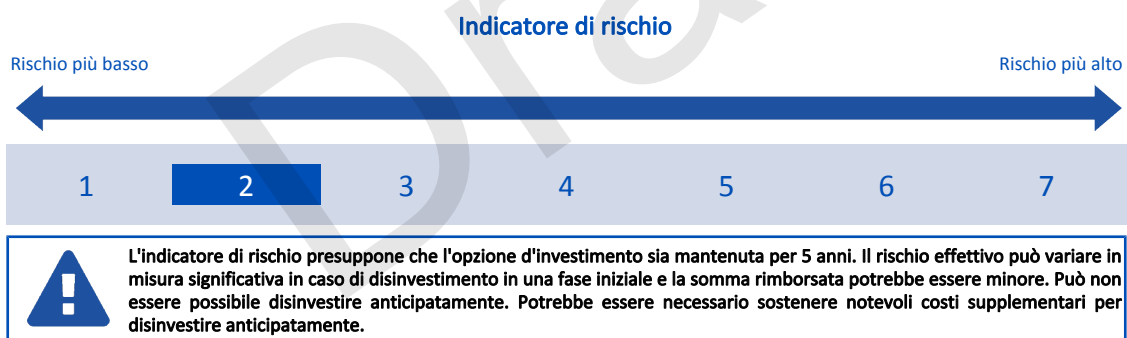 Indicatore di rischio
Rischio più basso
Rischio più alto
1 2 3 4 5 6 7
L'indicatore di rischio presuppone che l'opzione d'investimento sia mantenuta per 5 anni. Il rischio effettivo può variare in
misura significativa in caso di disinvestimento in una fase iniziale e la somma rimborsata potrebbe essere minore. Può non
essere possibile disinvestire anticipatamente. Potrebbe essere necessario sostenere notevoli costi supplementari per
disinvestire anticipatamente.